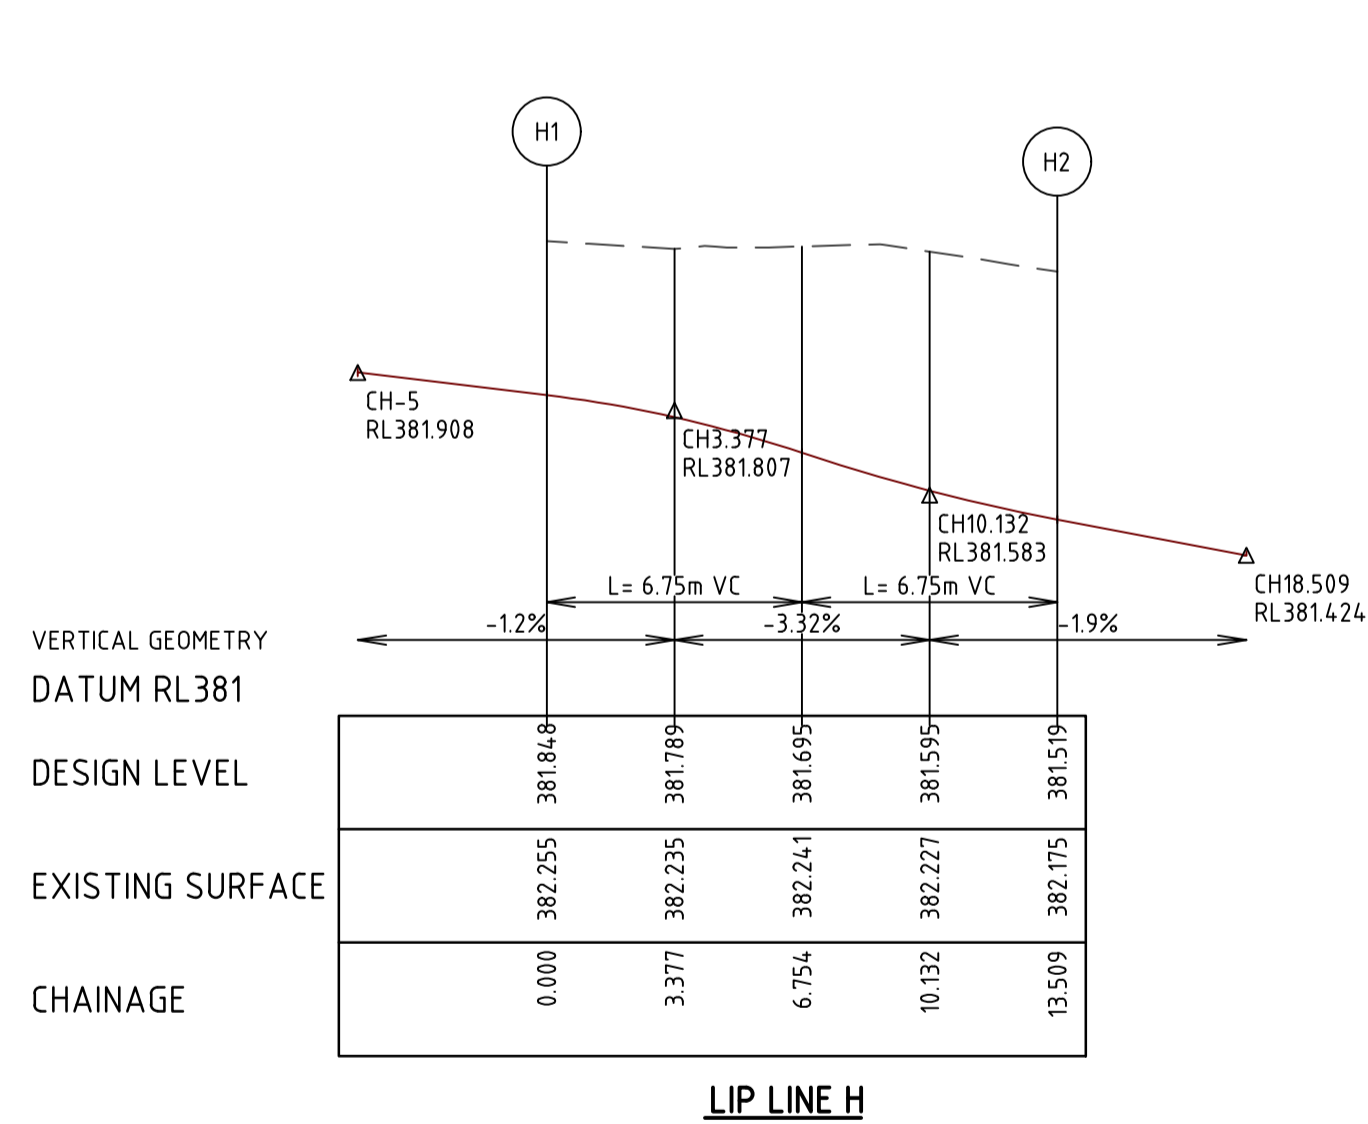 H1
H2
CH-5
RL381.908
CH3.377
RL381.807
CH10.132
RL381.583
CH18.509
RL381.424
L= 6.75m VC
L= 6.75m VC
-1.2%
-3.32%
-1.9%
VERTICAL GEOMETRY
DATUM RL381
DESIGN LEVEL
381.848
381.789
381.695
381.595
381.519
EXISTING SURFACE
382.255
382.235
382.241
382.227
382.175
CHAINAGE
0.000
3.377
6.754
10.132
13.509
LIP LINE H